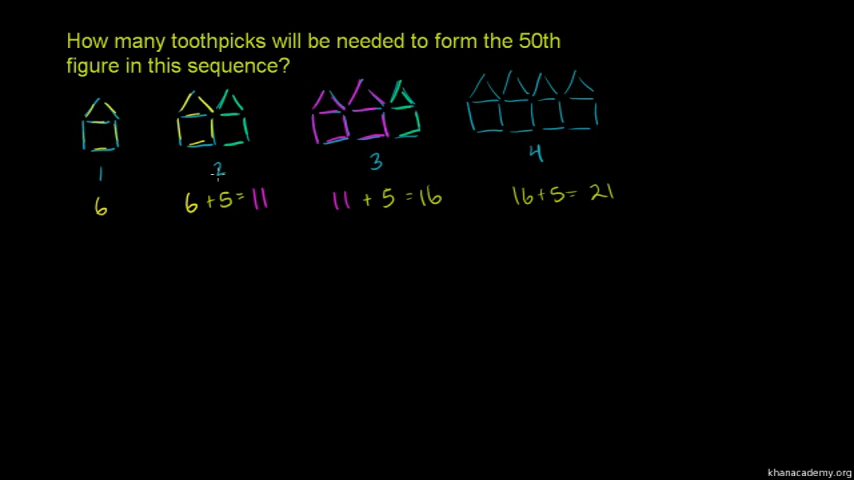 How many toothpicks will be needed to form the 50th
figure in this sequence?
1 2 3 4
6 6 + 5 = 11 11 + 5 = 16 16 + 5 = 21
khanacademy.org